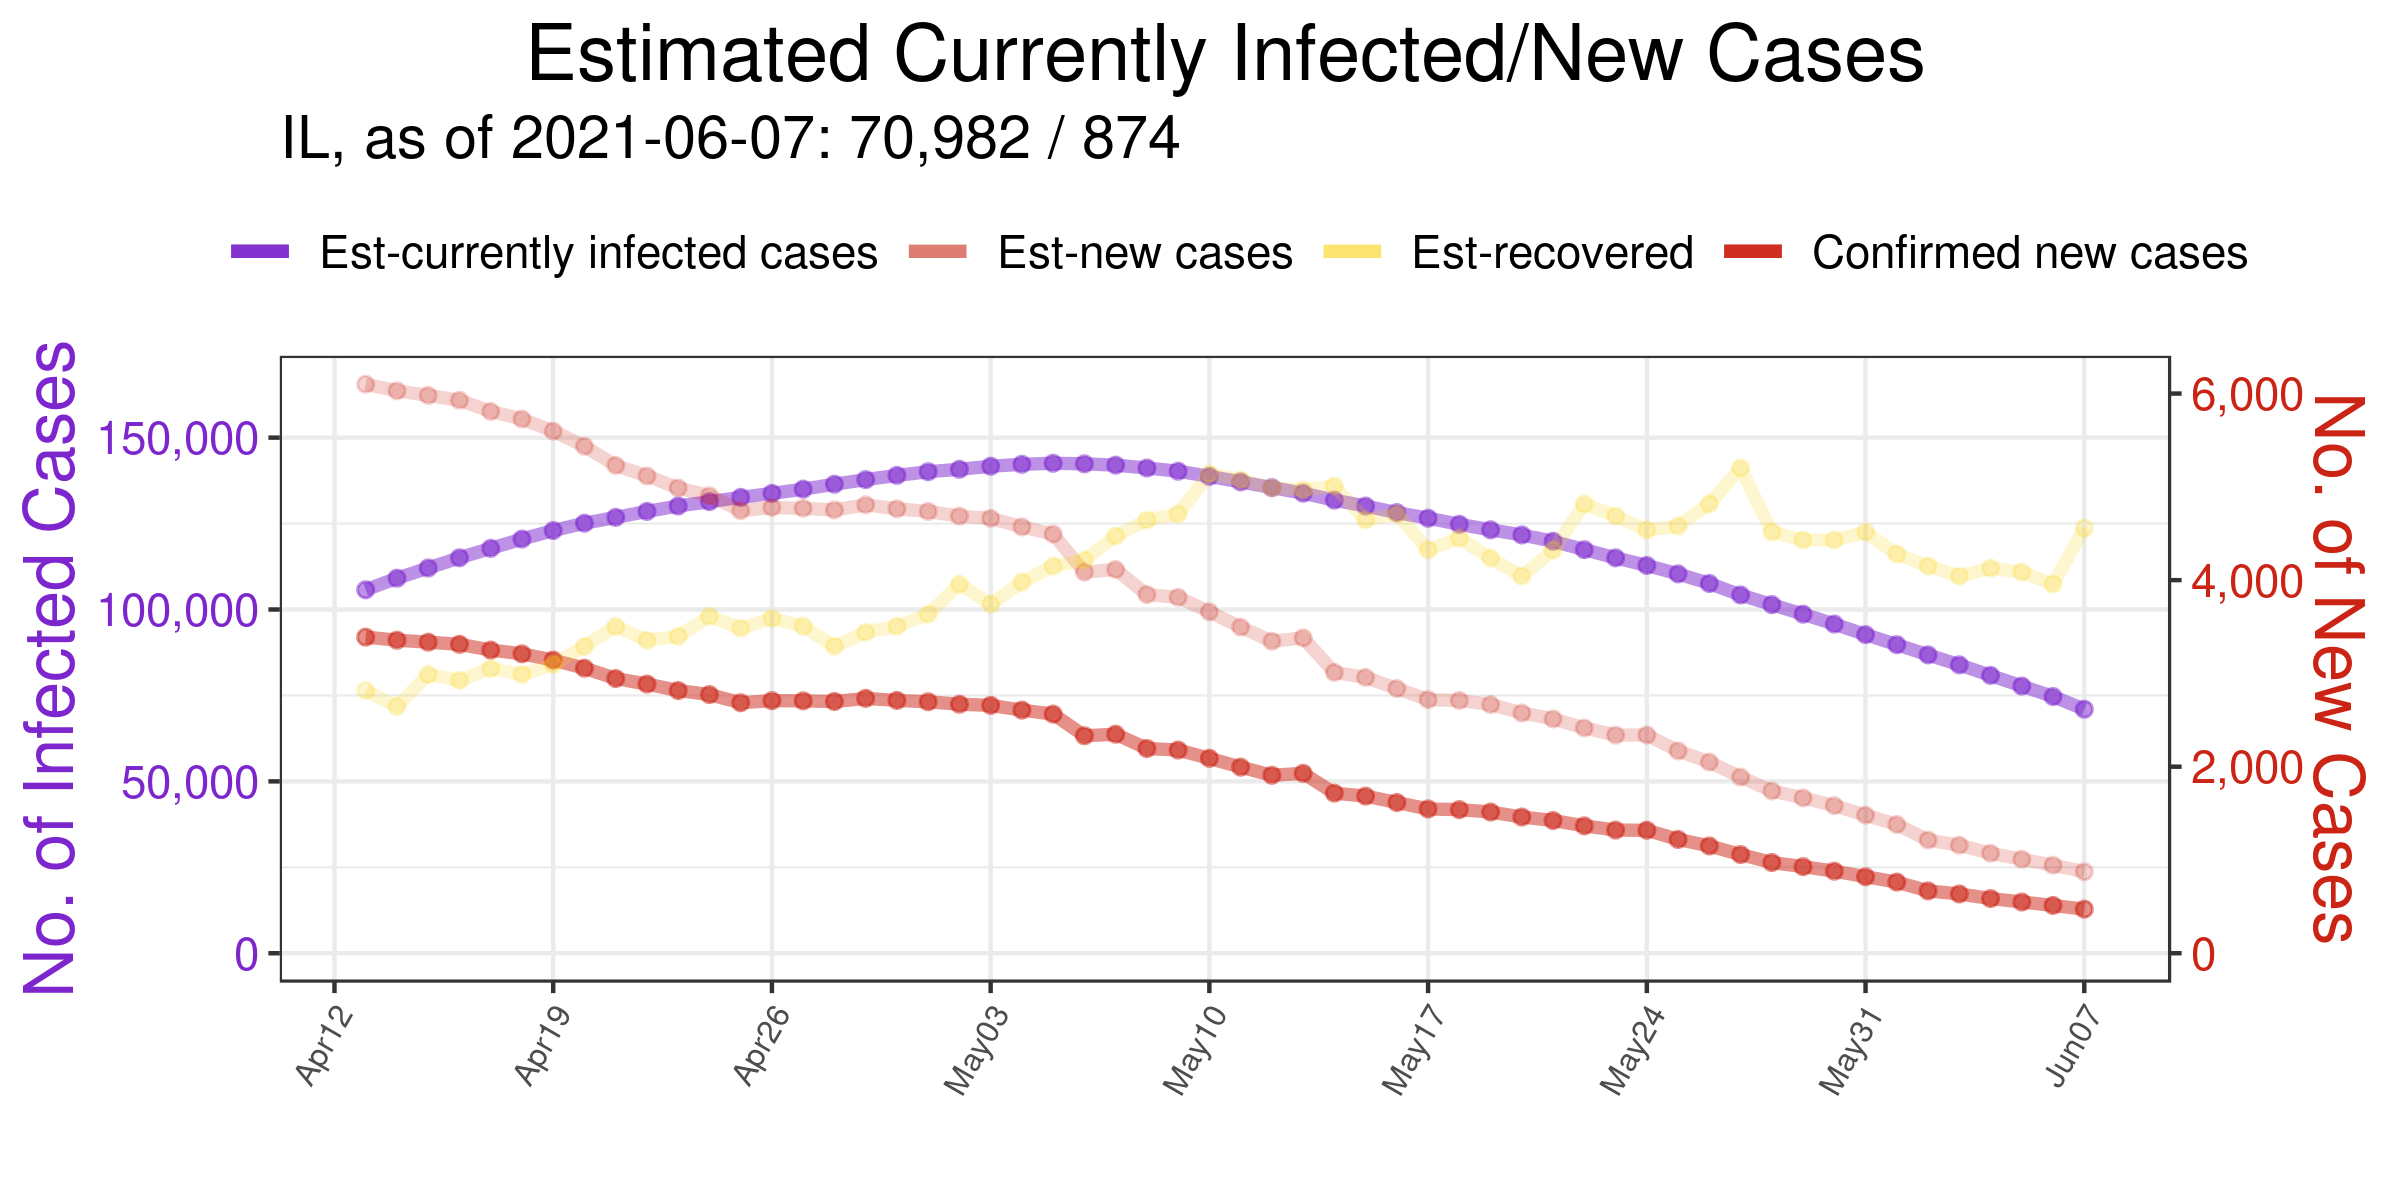 Estimated Currently Infected/New Cases
IL, as of 2021-06-07: 70,982 / 874
Est-currently infected cases Est-new cases Est-recovered Confirmed new cases
No. of Infected Cases
150,000
100,000
50,000
0
6,000
4,000
2,000
0
No. of New Cases
Apr12 Apr19 Apr26 May03 May10 May17 May24 May31 Jun07